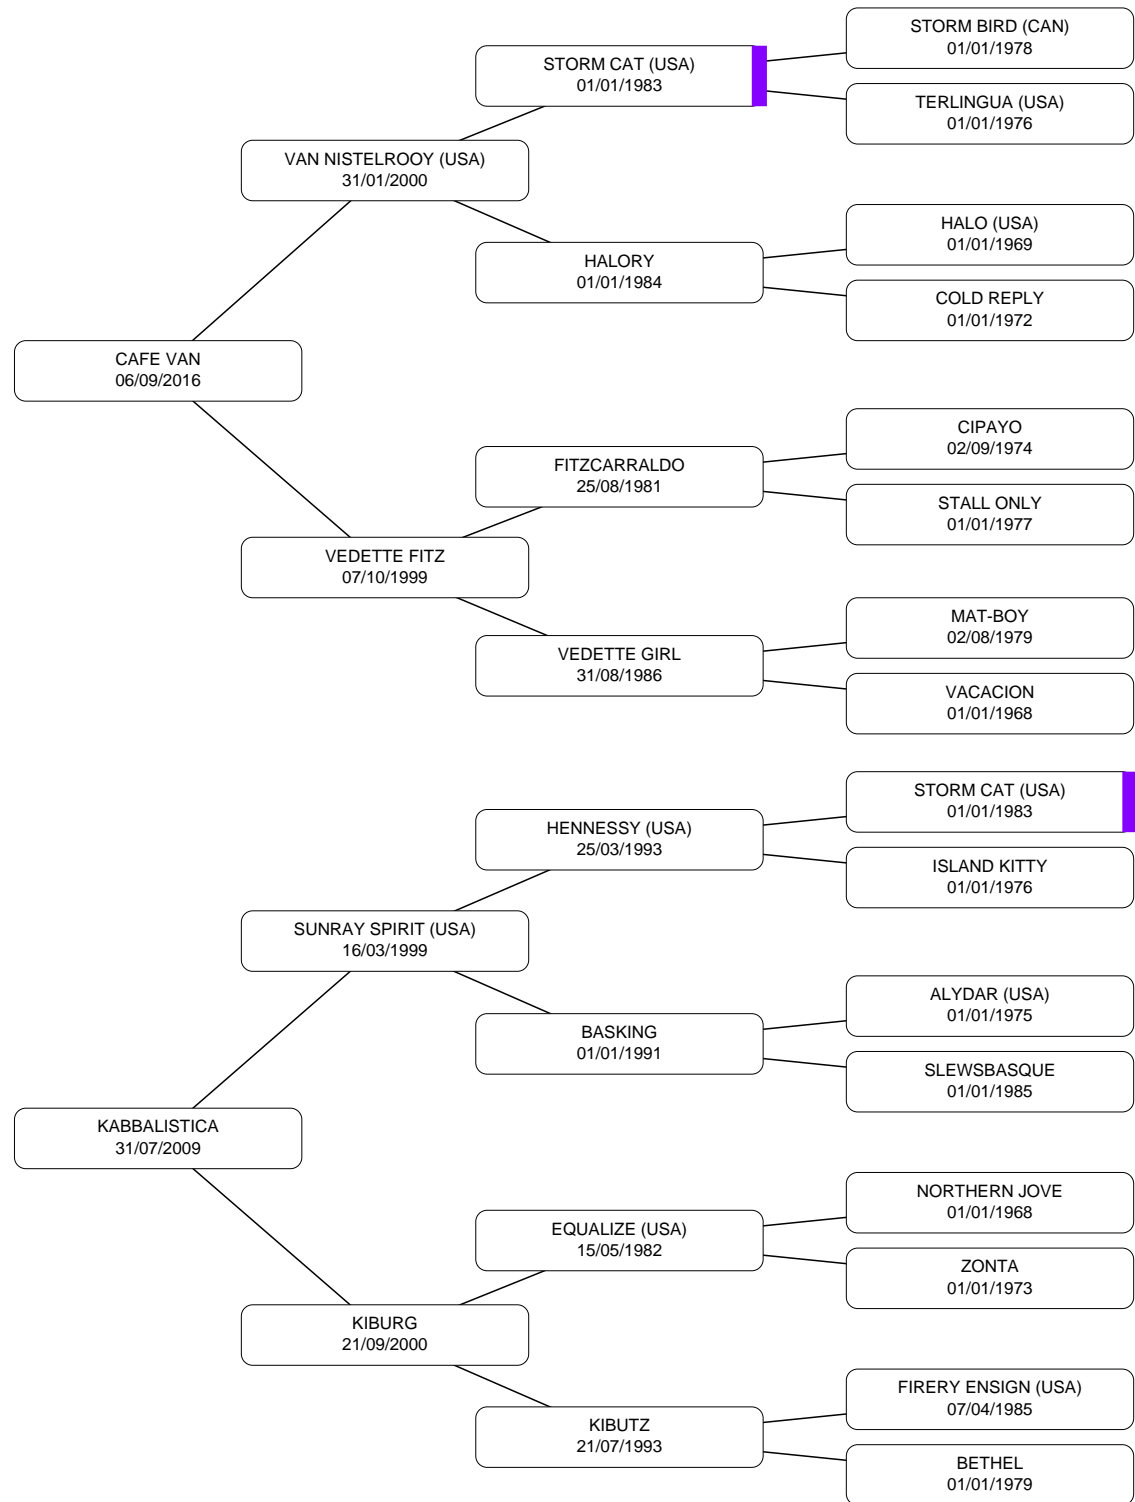 STORM BIRD (CAN)
01/01/1978
STORM CAT (USA)
01/01/1983
TERLINGUA (USA)
01/01/1976
VAN NISTELROOY (USA)
31/01/2000
HALO (USA)
01/01/1969
HALORY
01/01/1984
COLD REPLY
01/01/1972
CAFE VAN
06/09/2016
CIPAYO
02/09/1974
FITZCARRALDO
25/08/1981
STALL ONLY
01/01/1977
VEDETTE FITZ
07/10/1999
MAT-BOY
02/08/1979
VEDETTE GIRL
31/08/1986
VACACION
01/01/1968
STORM CAT (USA)
01/01/1983
HENNESSY (USA)
25/03/1993
ISLAND KITTY
01/01/1976
SUNRAY SPIRIT (USA)
16/03/1999
ALYDAR (USA)
01/01/1975
BASKING
01/01/1991
SLEWSBASQUE
01/01/1985
KABBALISTICA
31/07/2009
NORTHERN JOVE
01/01/1968
EQUALIZE (USA)
15/05/1982
ZONTA
01/01/1973
KIBURG
21/09/2000
FIRERY ENSIGN (USA)
07/04/1985
KIBUTZ
21/07/1993
BETHEL
01/01/1979